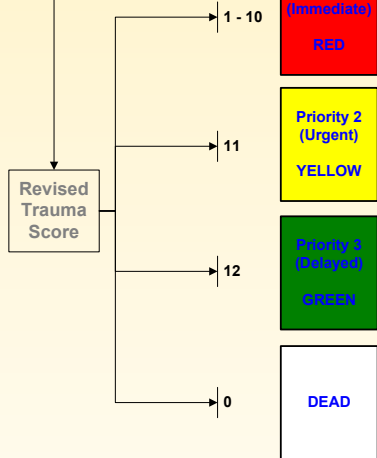 1 - 10
(Immediate)
RED
11
Priority 2
(Urgent)
YELLOW
Revised
Trauma
Score
12
Priority 3
(Delayed)
GREEN
0
DEAD